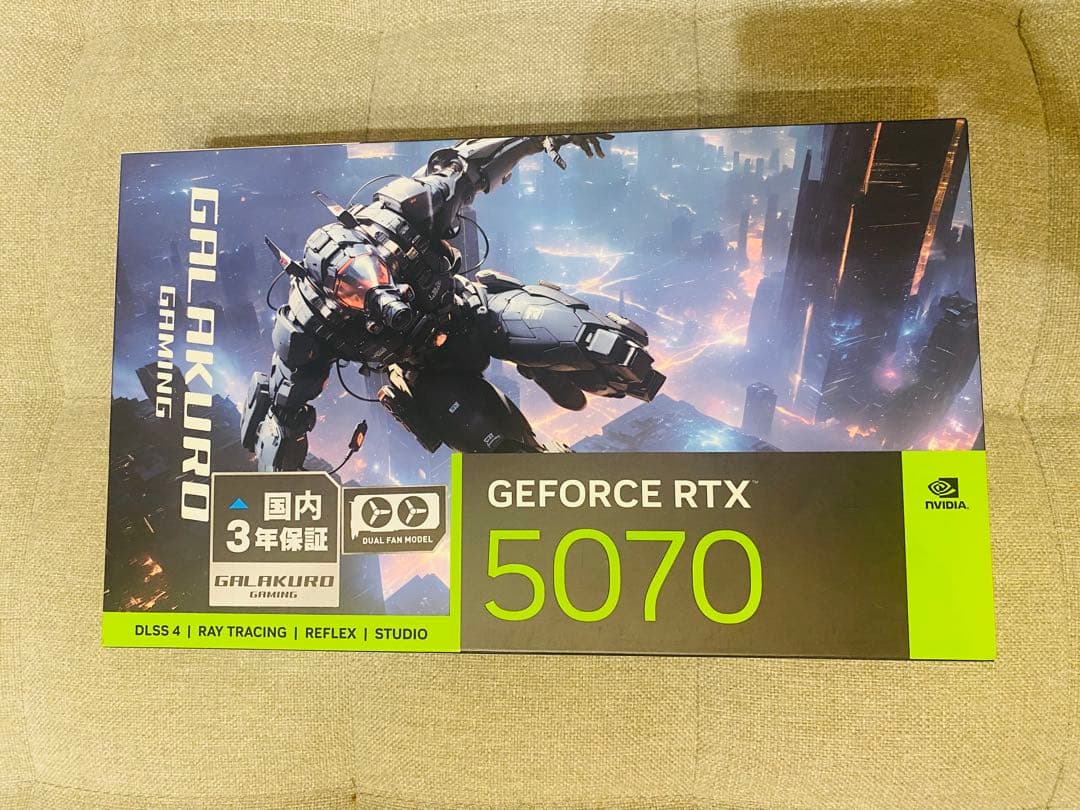 GALAKURO
GAMING
国内
3年保証
GALAKURO
GAMING
DUAL FAN MODEL
GEFORCE RTX™
5070
NVIDIA.
DLSS 4 | RAY TRACING | REFLEX | STUDIO